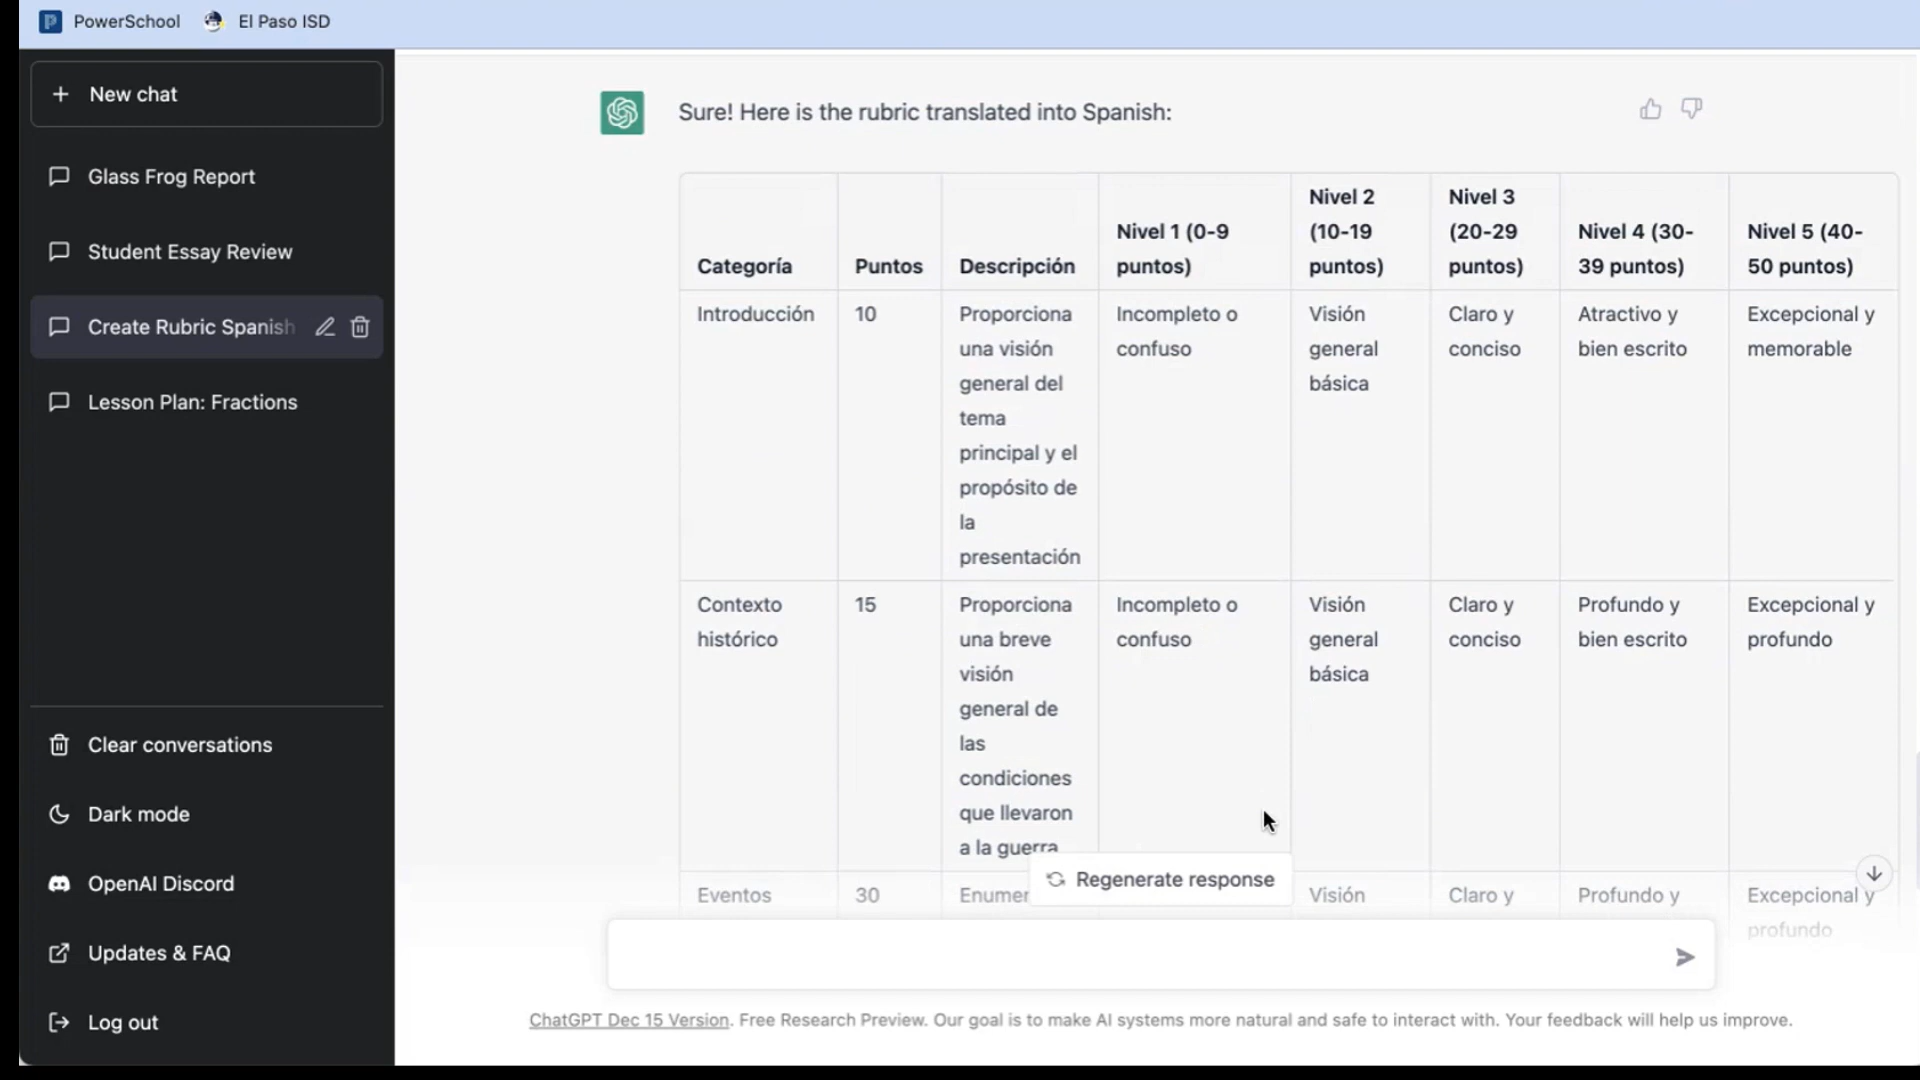 PowerSchool El Paso ISD
New chat
Glass Frog Report
Student Essay Review
Create Rubric Spanish
Lesson Plan: Fractions
Clear conversations
Dark mode
OpenAI Discord
Updates & FAQ
Log out
Sure! Here is the rubric translated into Spanish:
Categoría
Puntos
Descripción
Nivel 1 (0-9
puntos)
Nivel 2
(10-19
puntos)
Nivel 3
(20-29
puntos)
Nivel 4 (30-
39 puntos)
Nivel 5 (40-
50 puntos)
Introducción
10
Proporciona
una visión
general del
tema
principal y el
propósito de
la
presentación
Incompleto o
confuso
Visión
general
básica
Claro y
conciso
Atractivo y
bien escrito
Excepcional y
memorable
Contexto
histórico
15
Proporciona
una breve
visión
general de
las
condiciones
que llevaron
a la guerra
Incompleto o
confuso
Visión
general
básica
Claro y
conciso
Profundo y
bien escrito
Excepcional y
profundo
Eventos
30
Visión
Claro y
Profundo y
Excepcional y
profundo
Regenerate response
ChatGPT Dec 15 Version. Free Research Preview. Our goal is to make AI systems more natural and safe to interact with. Your feedback will help us improve.